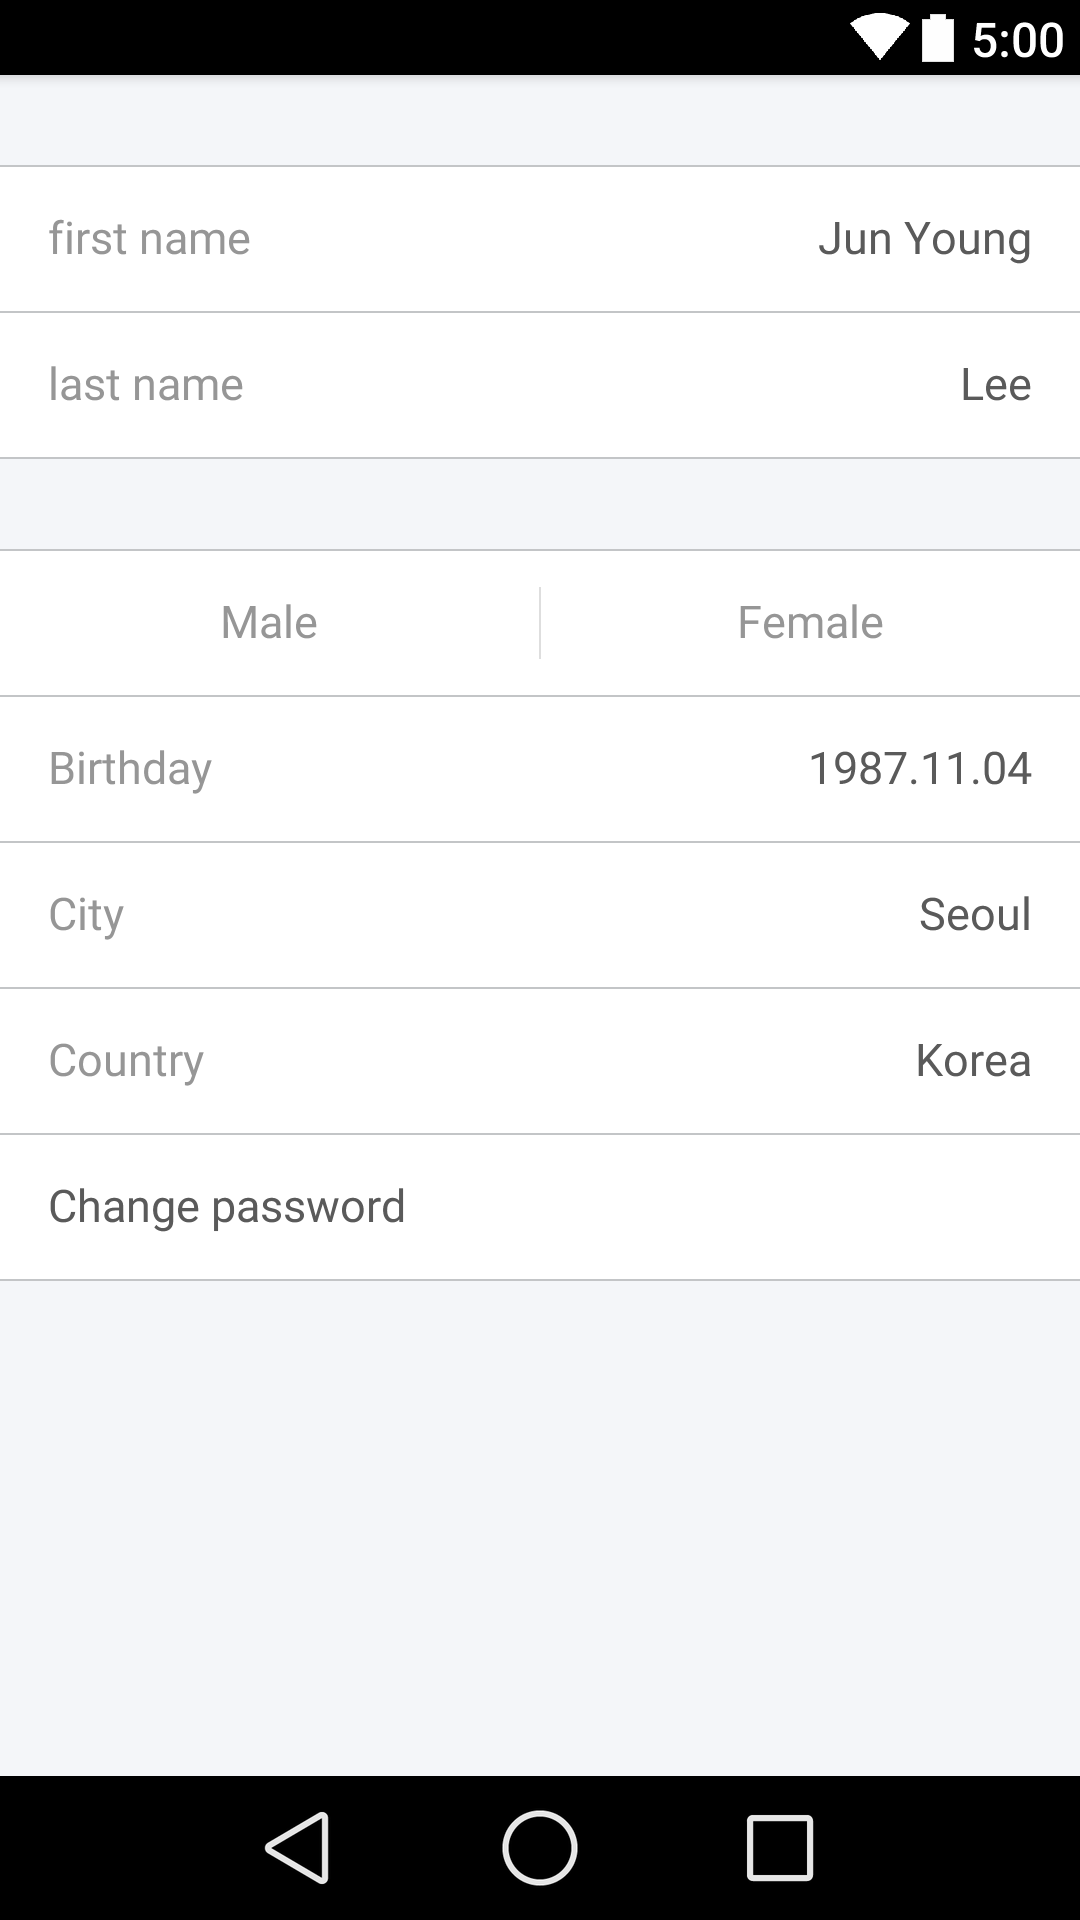 5:00
first name Jun Young
last name Lee
Male Female
Birthday 1987.11.04
City Seoul
Country Korea
Change password